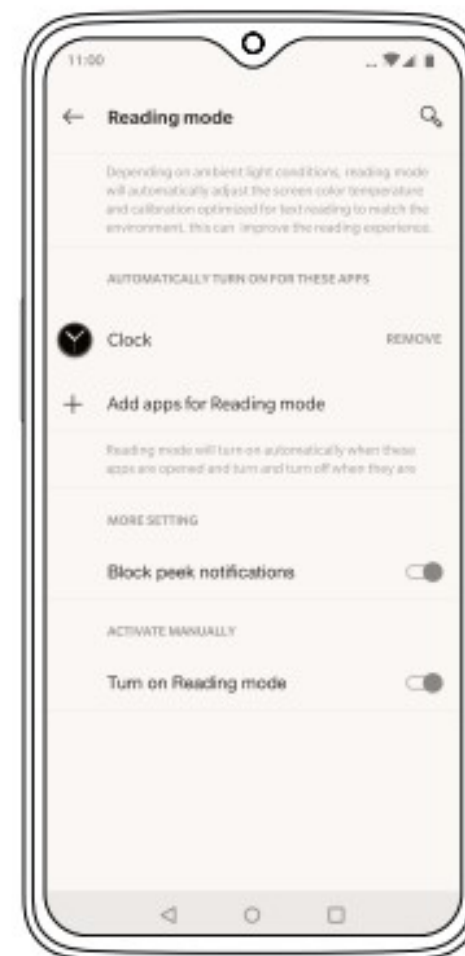 11:00
Reading mode
Depending on ambient light conditions, reading mode
will automatically adjust the screen color temperature
and calibration optimized for text reading to match the
environment, this can improve the reading experience.
AUTOMATICALLY TURN ON FOR THESE APPS
Clock REMOVE
Add apps for Reading mode
Reading mode will turn on automatically when these
apps are opened and turn and turn off when they are
MORE SETTING
Block peek notifications
ACTIVATE MANUALLY
Turn on Reading mode